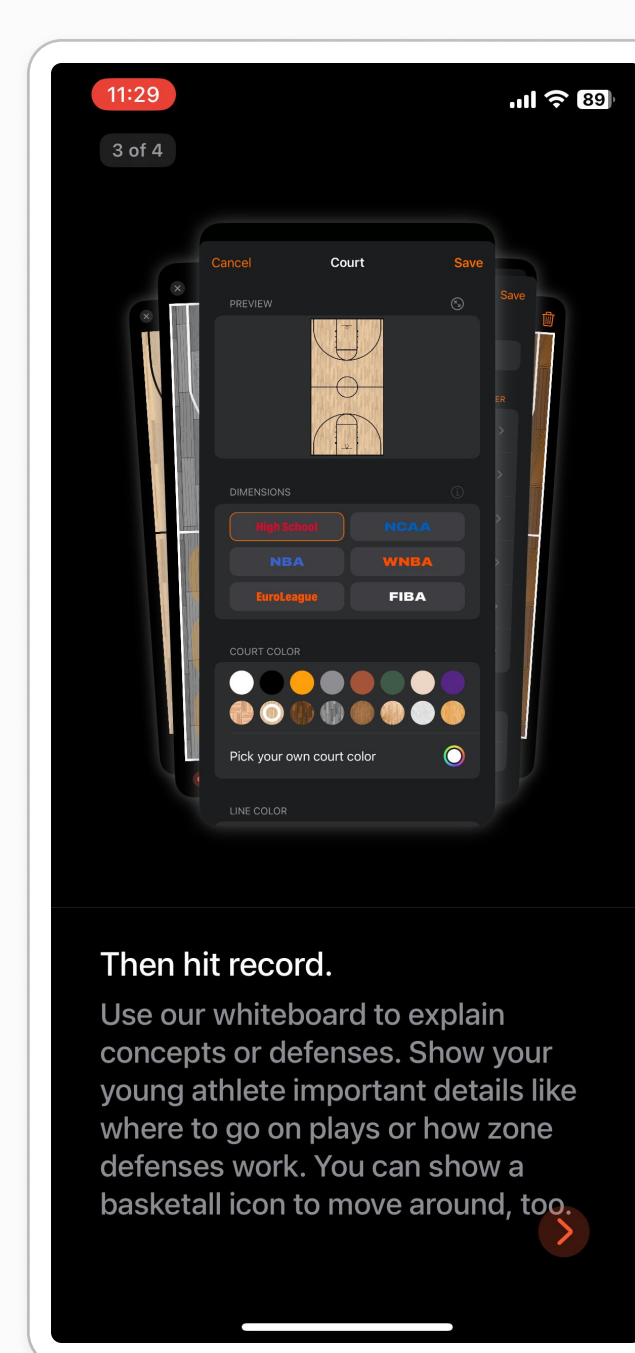 11:29
89
3 of 4
Cancel Court Save
Save
PREVIEW
ER
DIMENSIONS
High School NCAA
NBA WNBA
EuroLeague FIBA
COURT COLOR
Pick your own court color
LINE COLOR
Then hit record.
Use our whiteboard to explain
concepts or defenses. Show your
young athlete important details like
where to go on plays or how zone
defenses work. You can show a
basketall icon to move around, too.